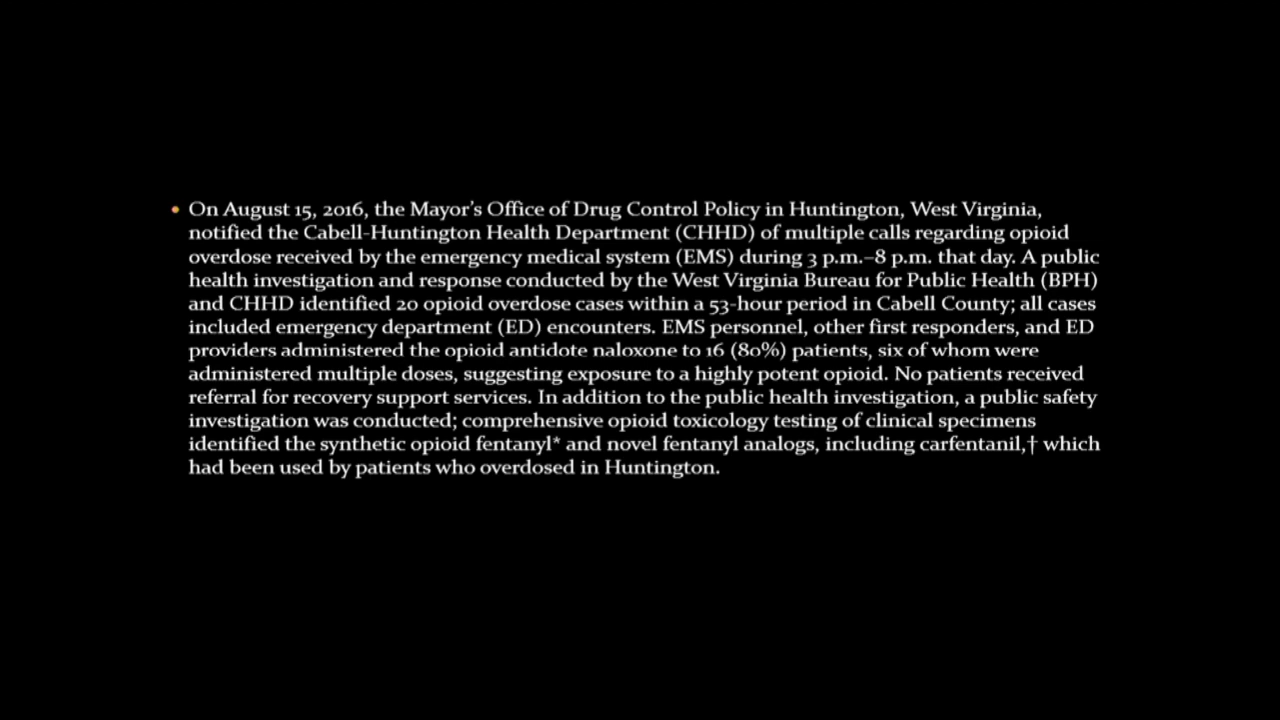 • On August 15, 2016, the Mayor’s Office of Drug Control Policy in Huntington, West Virginia,
notified the Cabell-Huntington Health Department (CHHD) of multiple calls regarding opioid
overdose received by the emergency medical system (EMS) during 3 p.m.–8 p.m. that day. A public
health investigation and response conducted by the West Virginia Bureau for Public Health (BPH)
and CHHD identified 20 opioid overdose cases within a 53-hour period in Cabell County; all cases
included emergency department (ED) encounters. EMS personnel, other first responders, and ED
providers administered the opioid antidote naloxone to 16 (80%) patients, six of whom were
administered multiple doses, suggesting exposure to a highly potent opioid. No patients received
referral for recovery support services. In addition to the public health investigation, a public safety
investigation was conducted; comprehensive opioid toxicology testing of clinical specimens
identified the synthetic opioid fentanyl* and novel fentanyl analogs, including carfentanil,† which
had been used by patients who overdosed in Huntington.